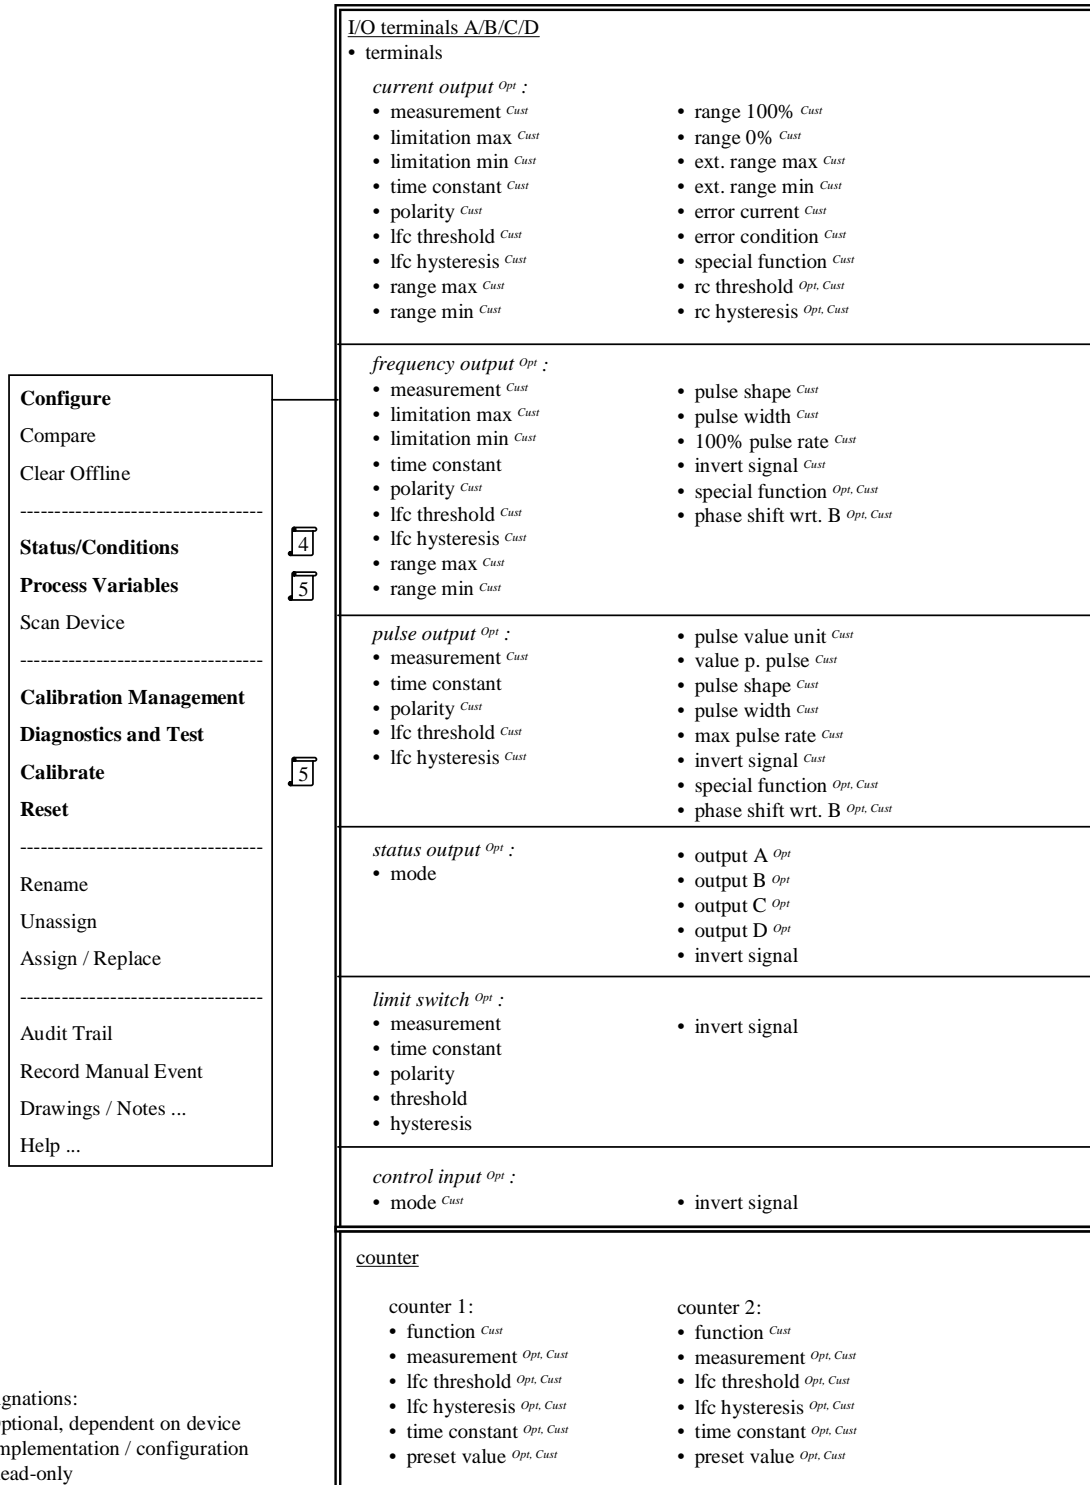 I/O terminals A/B/C/D
• terminals
current output Opt :
• measurement Cust
• limitation max Cust
• limitation min Cust
• time constant Cust
• polarity Cust
• lfc threshold Cust
• lfc hysteresis Cust
• range max Cust
• range min Cust
• range 100% Cust
• range 0% Cust
• ext. range max Cust
• ext. range min Cust
• error current Cust
• error condition Cust
• special function Cust
• rc threshold Opt, Cust
• rc hysteresis Opt, Cust
frequency output Opt :
• measurement Cust
• limitation max Cust
• limitation min Cust
• time constant
• polarity Cust
• lfc threshold Cust
• lfc hysteresis Cust
• range max Cust
• range min Cust
• pulse shape Cust
• pulse width Cust
• 100% pulse rate Cust
• invert signal Cust
• special function Opt, Cust
• phase shift wrt. B Opt, Cust
pulse output Opt :
• measurement Cust
• time constant
• polarity Cust
• lfc threshold Cust
• lfc hysteresis Cust
• pulse value unit Cust
• value p. pulse Cust
• pulse shape Cust
• pulse width Cust
• max pulse rate Cust
• invert signal Cust
• special function Opt, Cust
• phase shift wrt. B Opt, Cust
status output Opt :
• mode
• output A Opt
• output B Opt
• output C Opt
• output D Opt
• invert signal
limit switch Opt :
• measurement
• time constant
• polarity
• threshold
• hysteresis
• invert signal
control input Opt :
• mode Cust
• invert signal
counter
counter 1:
• function Cust
• measurement Opt, Cust
• lfc threshold Opt, Cust
• lfc hysteresis Opt, Cust
• time constant Opt, Cust
• preset value Opt, Cust
counter 2:
• function Cust
• measurement Opt, Cust
• lfc threshold Opt, Cust
• lfc hysteresis Opt, Cust
• time constant Opt, Cust
• preset value Opt, Cust
Configure
Compare
Clear Offline
-----------------------------------
Status/Conditions 4
Process Variables 5
Scan Device
-----------------------------------
Calibration Management
Diagnostics and Test
Calibrate 5
Reset
-----------------------------------
Rename
Unassign
Assign / Replace
-----------------------------------
Audit Trail
Record Manual Event
Drawings / Notes ...
Help ...
gnations:
ptional, dependent on device
mplementation / configuration
ead-only